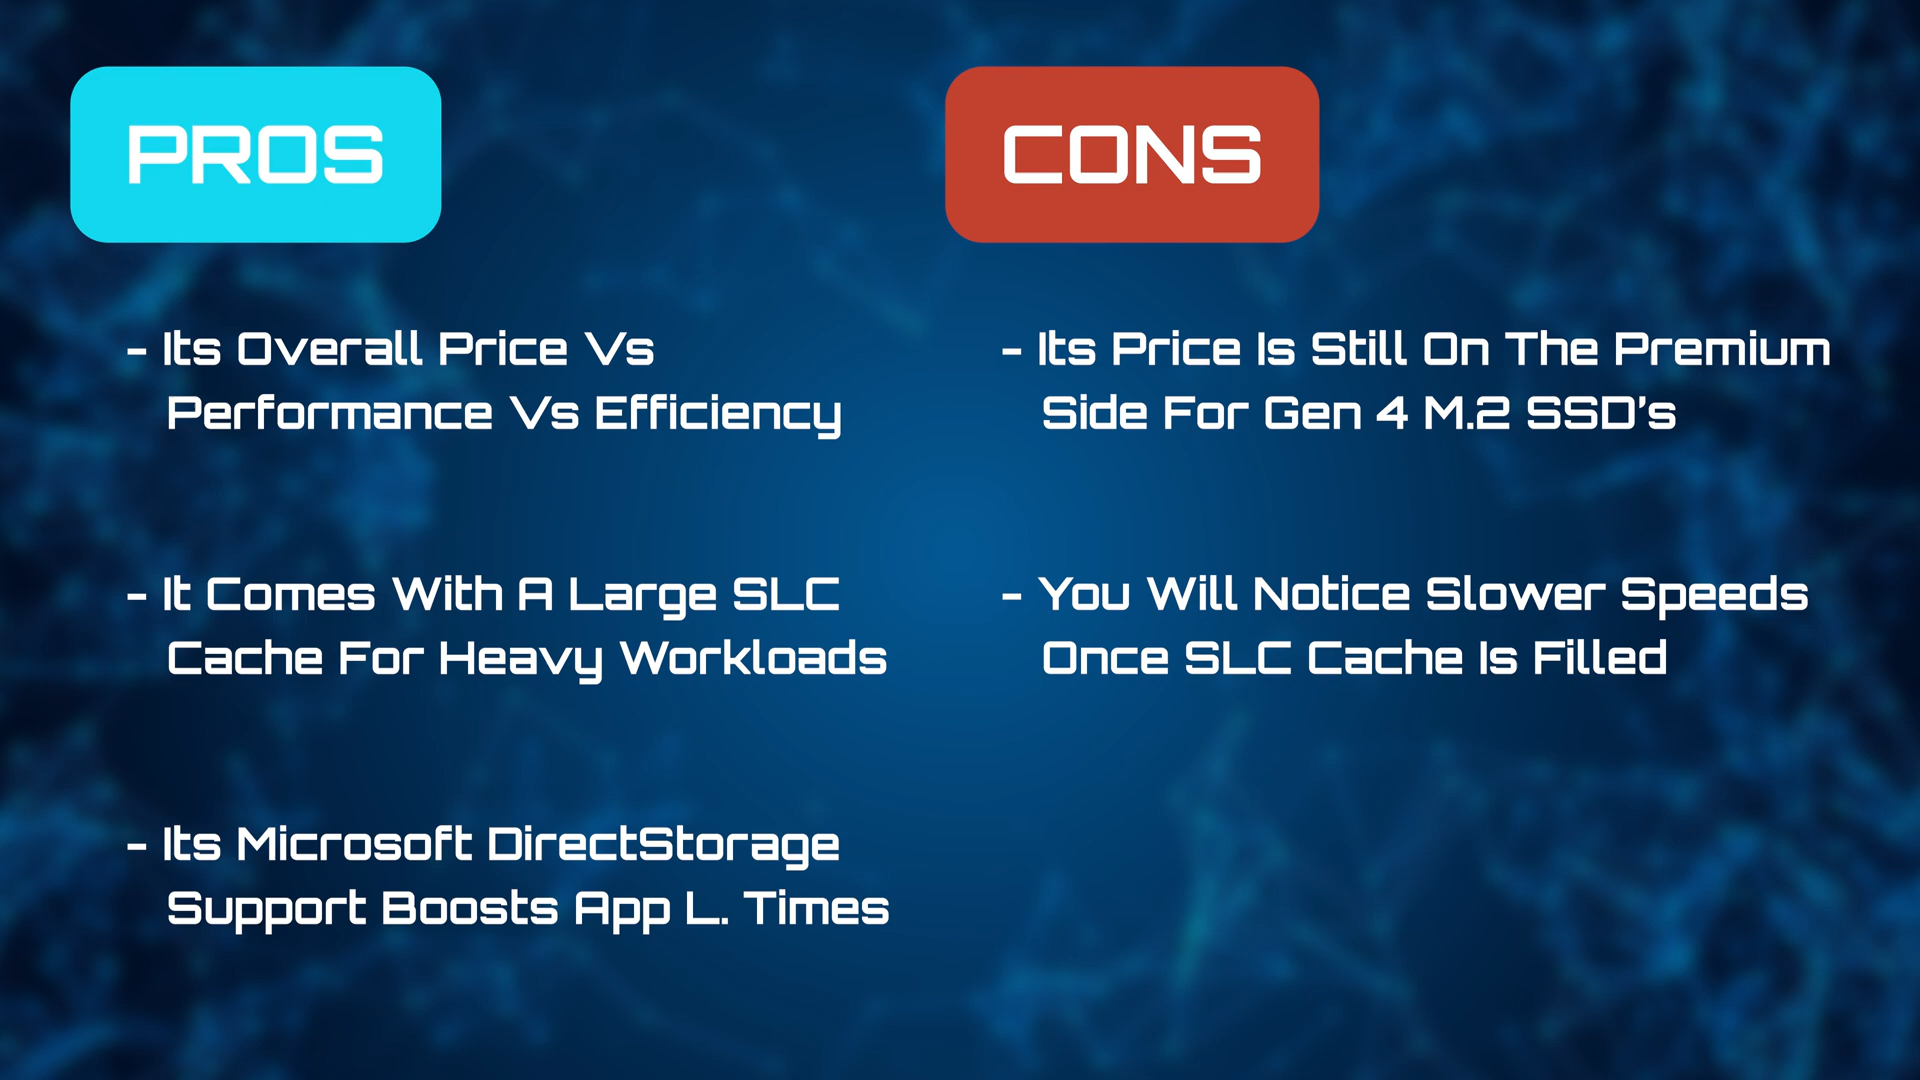 PROS
- Its Overall Price Vs
Performance Vs Efficiency
- It Comes With A Large SLC
Cache For Heavy Workloads
- Its Microsoft DirectStorage
Support Boosts App L. Times
CONS
- Its Price Is Still On The Premium
Side For Gen 4 M.2 SSD's
- You Will Notice Slower Speeds
Once SLC Cache Is Filled